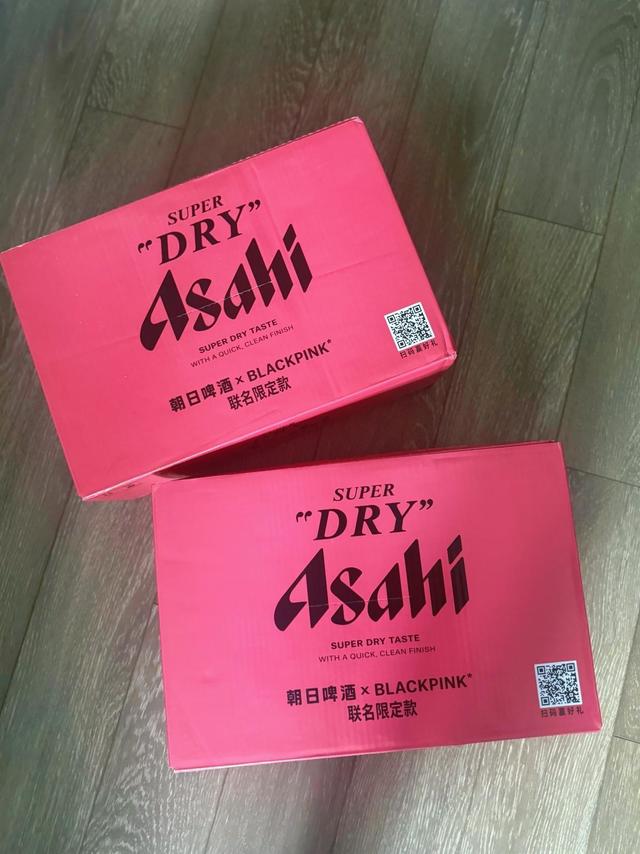 SUPER
“DRY”
Asahi
SUPER DRY TASTE
WITH A QUICK, CLEAN FINISH
朝日啤酒 x BLACKPINK*
联名限定款
扫码赢好礼
SUPER
“DRY”
Asahi
SUPER DRY TASTE
WITH A QUICK, CLEAN FINISH
朝日啤酒 x BLACKPINK*
联名限定款
扫码赢好礼